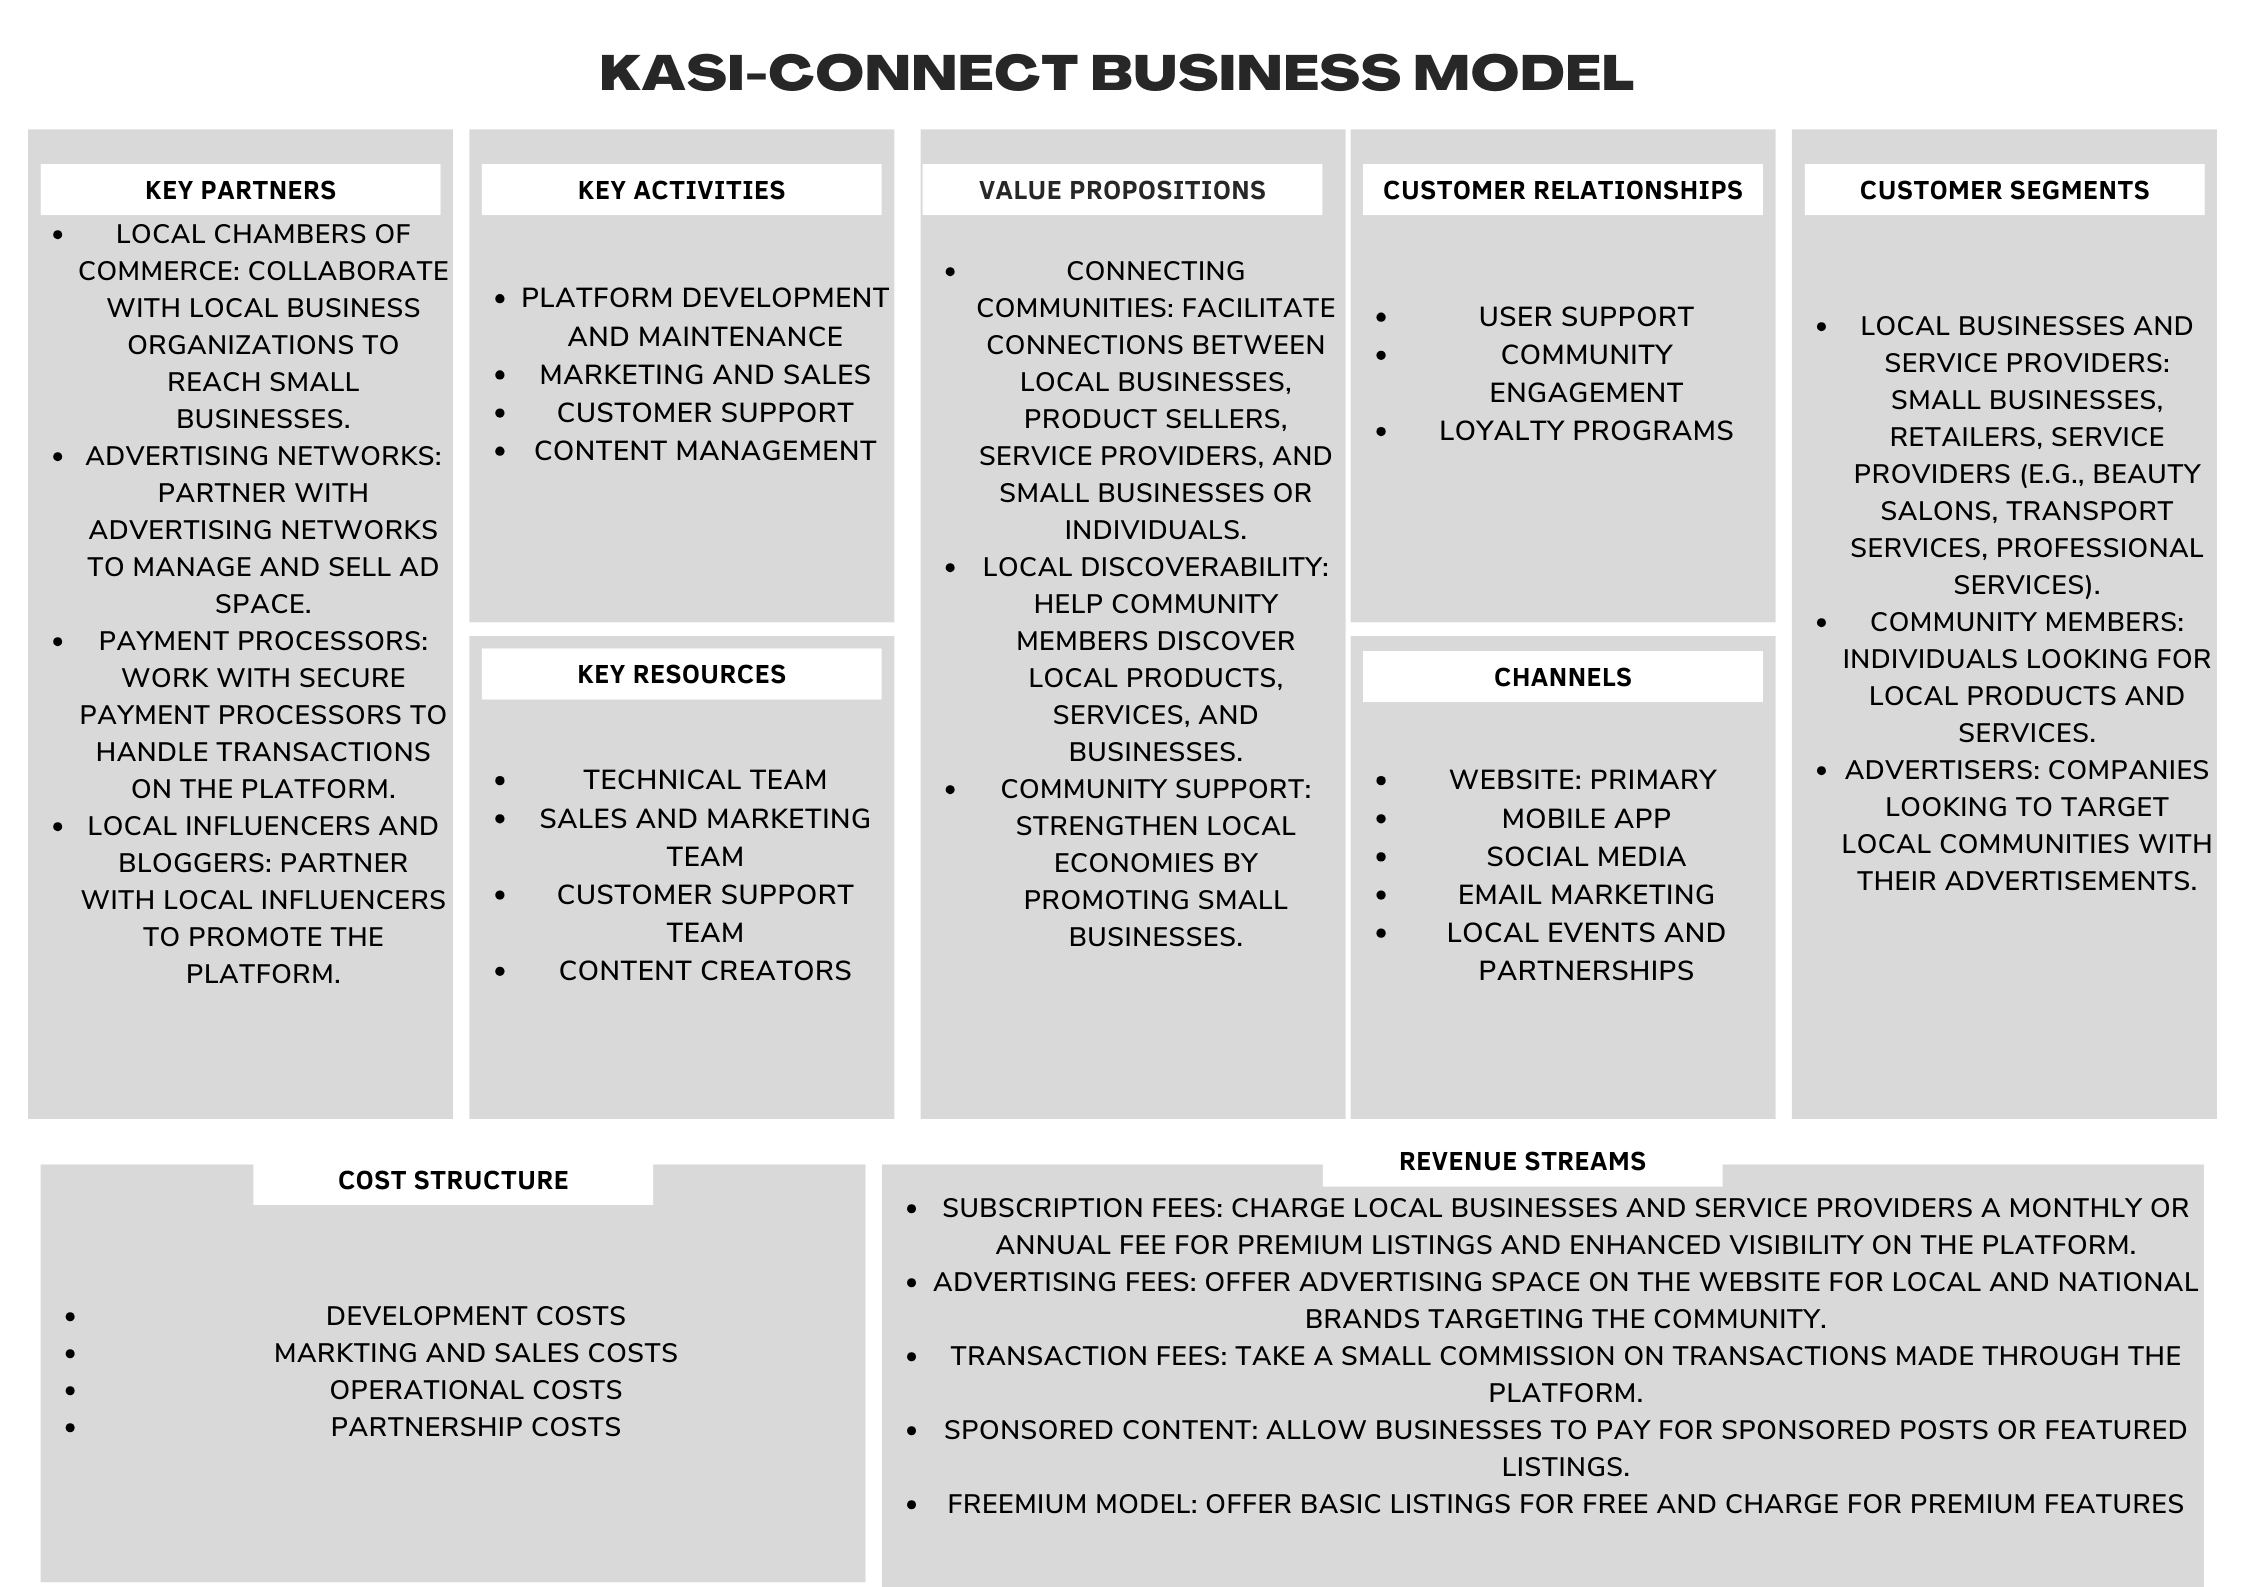 KASI-CONNECT BUSINESS MODEL
KEY PARTNERS
• LOCAL CHAMBERS OF
COMMERCE: COLLABORATE
WITH LOCAL BUSINESS
ORGANIZATIONS TO
REACH SMALL
BUSINESSES.
• ADVERTISING NETWORKS:
PARTNER WITH
ADVERTISING NETWORKS
TO MANAGE AND SELL AD
SPACE.
• PAYMENT PROCESSORS:
WORK WITH SECURE
PAYMENT PROCESSORS TO
HANDLE TRANSACTIONS
ON THE PLATFORM.
• LOCAL INFLUENCERS AND
BLOGGERS: PARTNER
WITH LOCAL INFLUENCERS
TO PROMOTE THE
PLATFORM.
KEY ACTIVITIES
• PLATFORM DEVELOPMENT
AND MAINTENANCE
• MARKETING AND SALES
• CUSTOMER SUPPORT
• CONTENT MANAGEMENT
KEY RESOURCES
• TECHNICAL TEAM
• SALES AND MARKETING
TEAM
• CUSTOMER SUPPORT
TEAM
• CONTENT CREATORS
VALUE PROPOSITIONS
• CONNECTING
COMMUNITIES: FACILITATE
CONNECTIONS BETWEEN
LOCAL BUSINESSES,
PRODUCT SELLERS,
SERVICE PROVIDERS, AND
SMALL BUSINESSES OR
INDIVIDUALS.
• LOCAL DISCOVERABILITY:
HELP COMMUNITY
MEMBERS DISCOVER
LOCAL PRODUCTS,
SERVICES, AND
BUSINESSES.
• COMMUNITY SUPPORT:
STRENGTHEN LOCAL
ECONOMIES BY
PROMOTING SMALL
BUSINESSES.
CUSTOMER RELATIONSHIPS
• USER SUPPORT
• COMMUNITY
ENGAGEMENT
• LOYALTY PROGRAMS
CHANNELS
• WEBSITE: PRIMARY
• MOBILE APP
• SOCIAL MEDIA
• EMAIL MARKETING
• LOCAL EVENTS AND
PARTNERSHIPS
CUSTOMER SEGMENTS
• LOCAL BUSINESSES AND
SERVICE PROVIDERS:
SMALL BUSINESSES,
RETAILERS, SERVICE
PROVIDERS (E.G., BEAUTY
SALONS, TRANSPORT
SERVICES, PROFESSIONAL
SERVICES).
• COMMUNITY MEMBERS:
INDIVIDUALS LOOKING FOR
LOCAL PRODUCTS AND
SERVICES.
• ADVERTISERS: COMPANIES
LOOKING TO TARGET
LOCAL COMMUNITIES WITH
THEIR ADVERTISEMENTS.
COST STRUCTURE
• DEVELOPMENT COSTS
• MARKTING AND SALES COSTS
• OPERATIONAL COSTS
• PARTNERSHIP COSTS
REVENUE STREAMS
• SUBSCRIPTION FEES: CHARGE LOCAL BUSINESSES AND SERVICE PROVIDERS A MONTHLY OR
ANNUAL FEE FOR PREMIUM LISTINGS AND ENHANCED VISIBILITY ON THE PLATFORM.
• ADVERTISING FEES: OFFER ADVERTISING SPACE ON THE WEBSITE FOR LOCAL AND NATIONAL
BRANDS TARGETING THE COMMUNITY.
• TRANSACTION FEES: TAKE A SMALL COMMISSION ON TRANSACTIONS MADE THROUGH THE
PLATFORM.
• SPONSORED CONTENT: ALLOW BUSINESSES TO PAY FOR SPONSORED POSTS OR FEATURED
LISTINGS.
• FREEMIUM MODEL: OFFER BASIC LISTINGS FOR FREE AND CHARGE FOR PREMIUM FEATURES